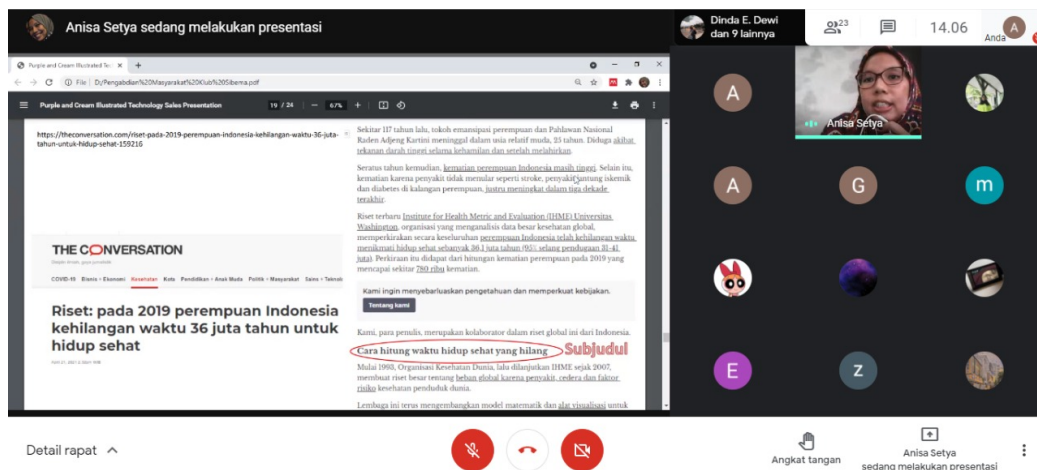 Anisa Setya sedang melakukan presentasi
Dinda E. Dewi
dan 9 lainnya
23
14.06
Anda
A
Purple and Cream Illustrated Tec
File | D:/Pengabdian%20Masyarakat%20Klub%20Siberna.pdf
Purple and Cream Illustrated Technology Sales Presentation
19 / 24
67%
https://theconversation.com/riset-pada-2019-perempuan-indonesia-kehilangan-waktu-36-juta-
tahun-untuk-hidup-sehat-159216
THE CONVERSATION
COVID-19 Bisnis + Ekonomi Kesehatan Kota Pendidikan + Anak Muda Politik + Masyarakat Sains + Teknologi
Riset: pada 2019 perempuan Indonesia
kehilangan waktu 36 juta tahun untuk
hidup sehat
Sekitar 117 tahun lalu, tokoh emansipasi perempuan dan Pahlawan Nasional
Raden Adjeng Kartini meninggal dalam usia relatif muda, 25 tahun. Diduga akibat
tekanan darah tinggi selama kehamilan dan setelah melahirkan.
Seratus tahun kemudian, kematian perempuan Indonesia masih tinggi. Selain itu,
kematian karena penyakit tidak menular seperti stroke, penyakit jantung iskemik
dan diabetes di kalangan perempuan, justru meningkat dalam tiga dekade
terakhir.
Riset terbaru Institute for Health Metric and Evaluation (IHME) Universitas
Washington, organisasi yang menganalisis data besar kesehatan global,
memperkirakan secara keseluruhan perempuan Indonesia telah kehilangan waktu
menikmati hidup sehat sebanyak 36,1 juta tahun (95% selang pendugaan 31-41
juta). Perkiraan itu didapat dari hitungan kematian perempuan pada 2019 yang
mencapai sekitar 780 ribu kematian.
Kami ingin menyebarluaskan pengetahuan dan memperkuat kebijakan.
Tentang kami
Kami, para penulis, merupakan kolaborator dalam riset global ini dari Indonesia.
Cara hitung waktu hidup sehat yang hilang Subjudul
Mulai 1993, Organisasi Kesehatan Dunia, lalu dilanjutkan IHME sejak 2007,
membuat riset besar tentang beban global karena penyakit, cedera dan faktor
risiko kesehatan penduduk dunia.
Lembaga ini terus mengembangkan model matematik dan alat visualisasi untuk
A
Anisa Setya
A
G
m
E
z
Detail rapat
Angkat tangan
Anisa Setya
sedang melakukan presentasi